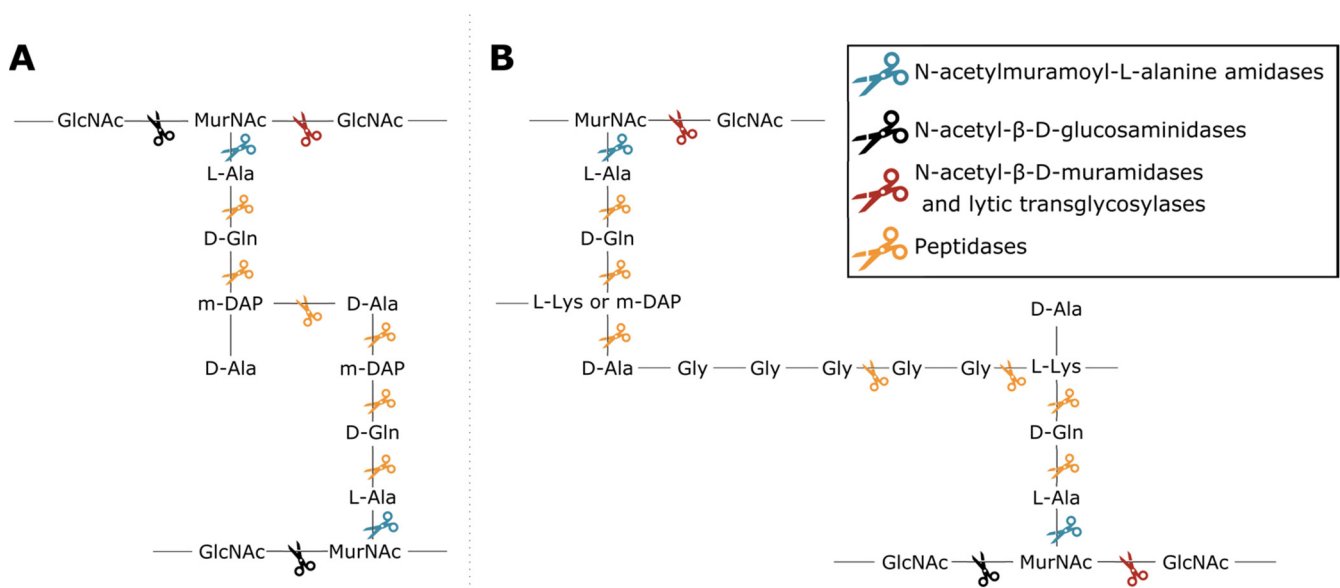 A
GlcNAc MurNAc GlcNAc
L-Ala
D-Gln
m-DAP D-Ala
D-Ala m-DAP
D-Gln
L-Ala
GlcNAc MurNAc
B
MurNAc GlcNAc
L-Ala
D-Gln
L-Lys or m-DAP
D-Ala
D-Ala Gly Gly Gly Gly Gly L-Lys
D-Gln
L-Ala
GlcNAc MurNAc GlcNAc
N-acetylmuramoyl-L-alanine amidases
N-acetyl-β-D-glucosaminidases
N-acetyl-β-D-muramidases
and lytic transglycosylases
Peptidases